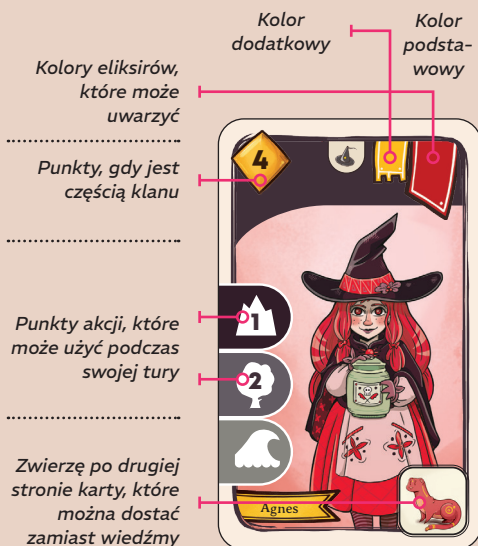 Kolor
dodatkowy
Kolor
podsta-
wowy
Kolory eliksirów,
które może
uwarzyć
Punkty, gdy jest
częścią klanu
4
Punkty akcji, które
może użyć podczas
swojej tury
1
2
Zwierzę po drugiej
stronie karty, które
można dostać
zamiast wiedźmy
Agnes